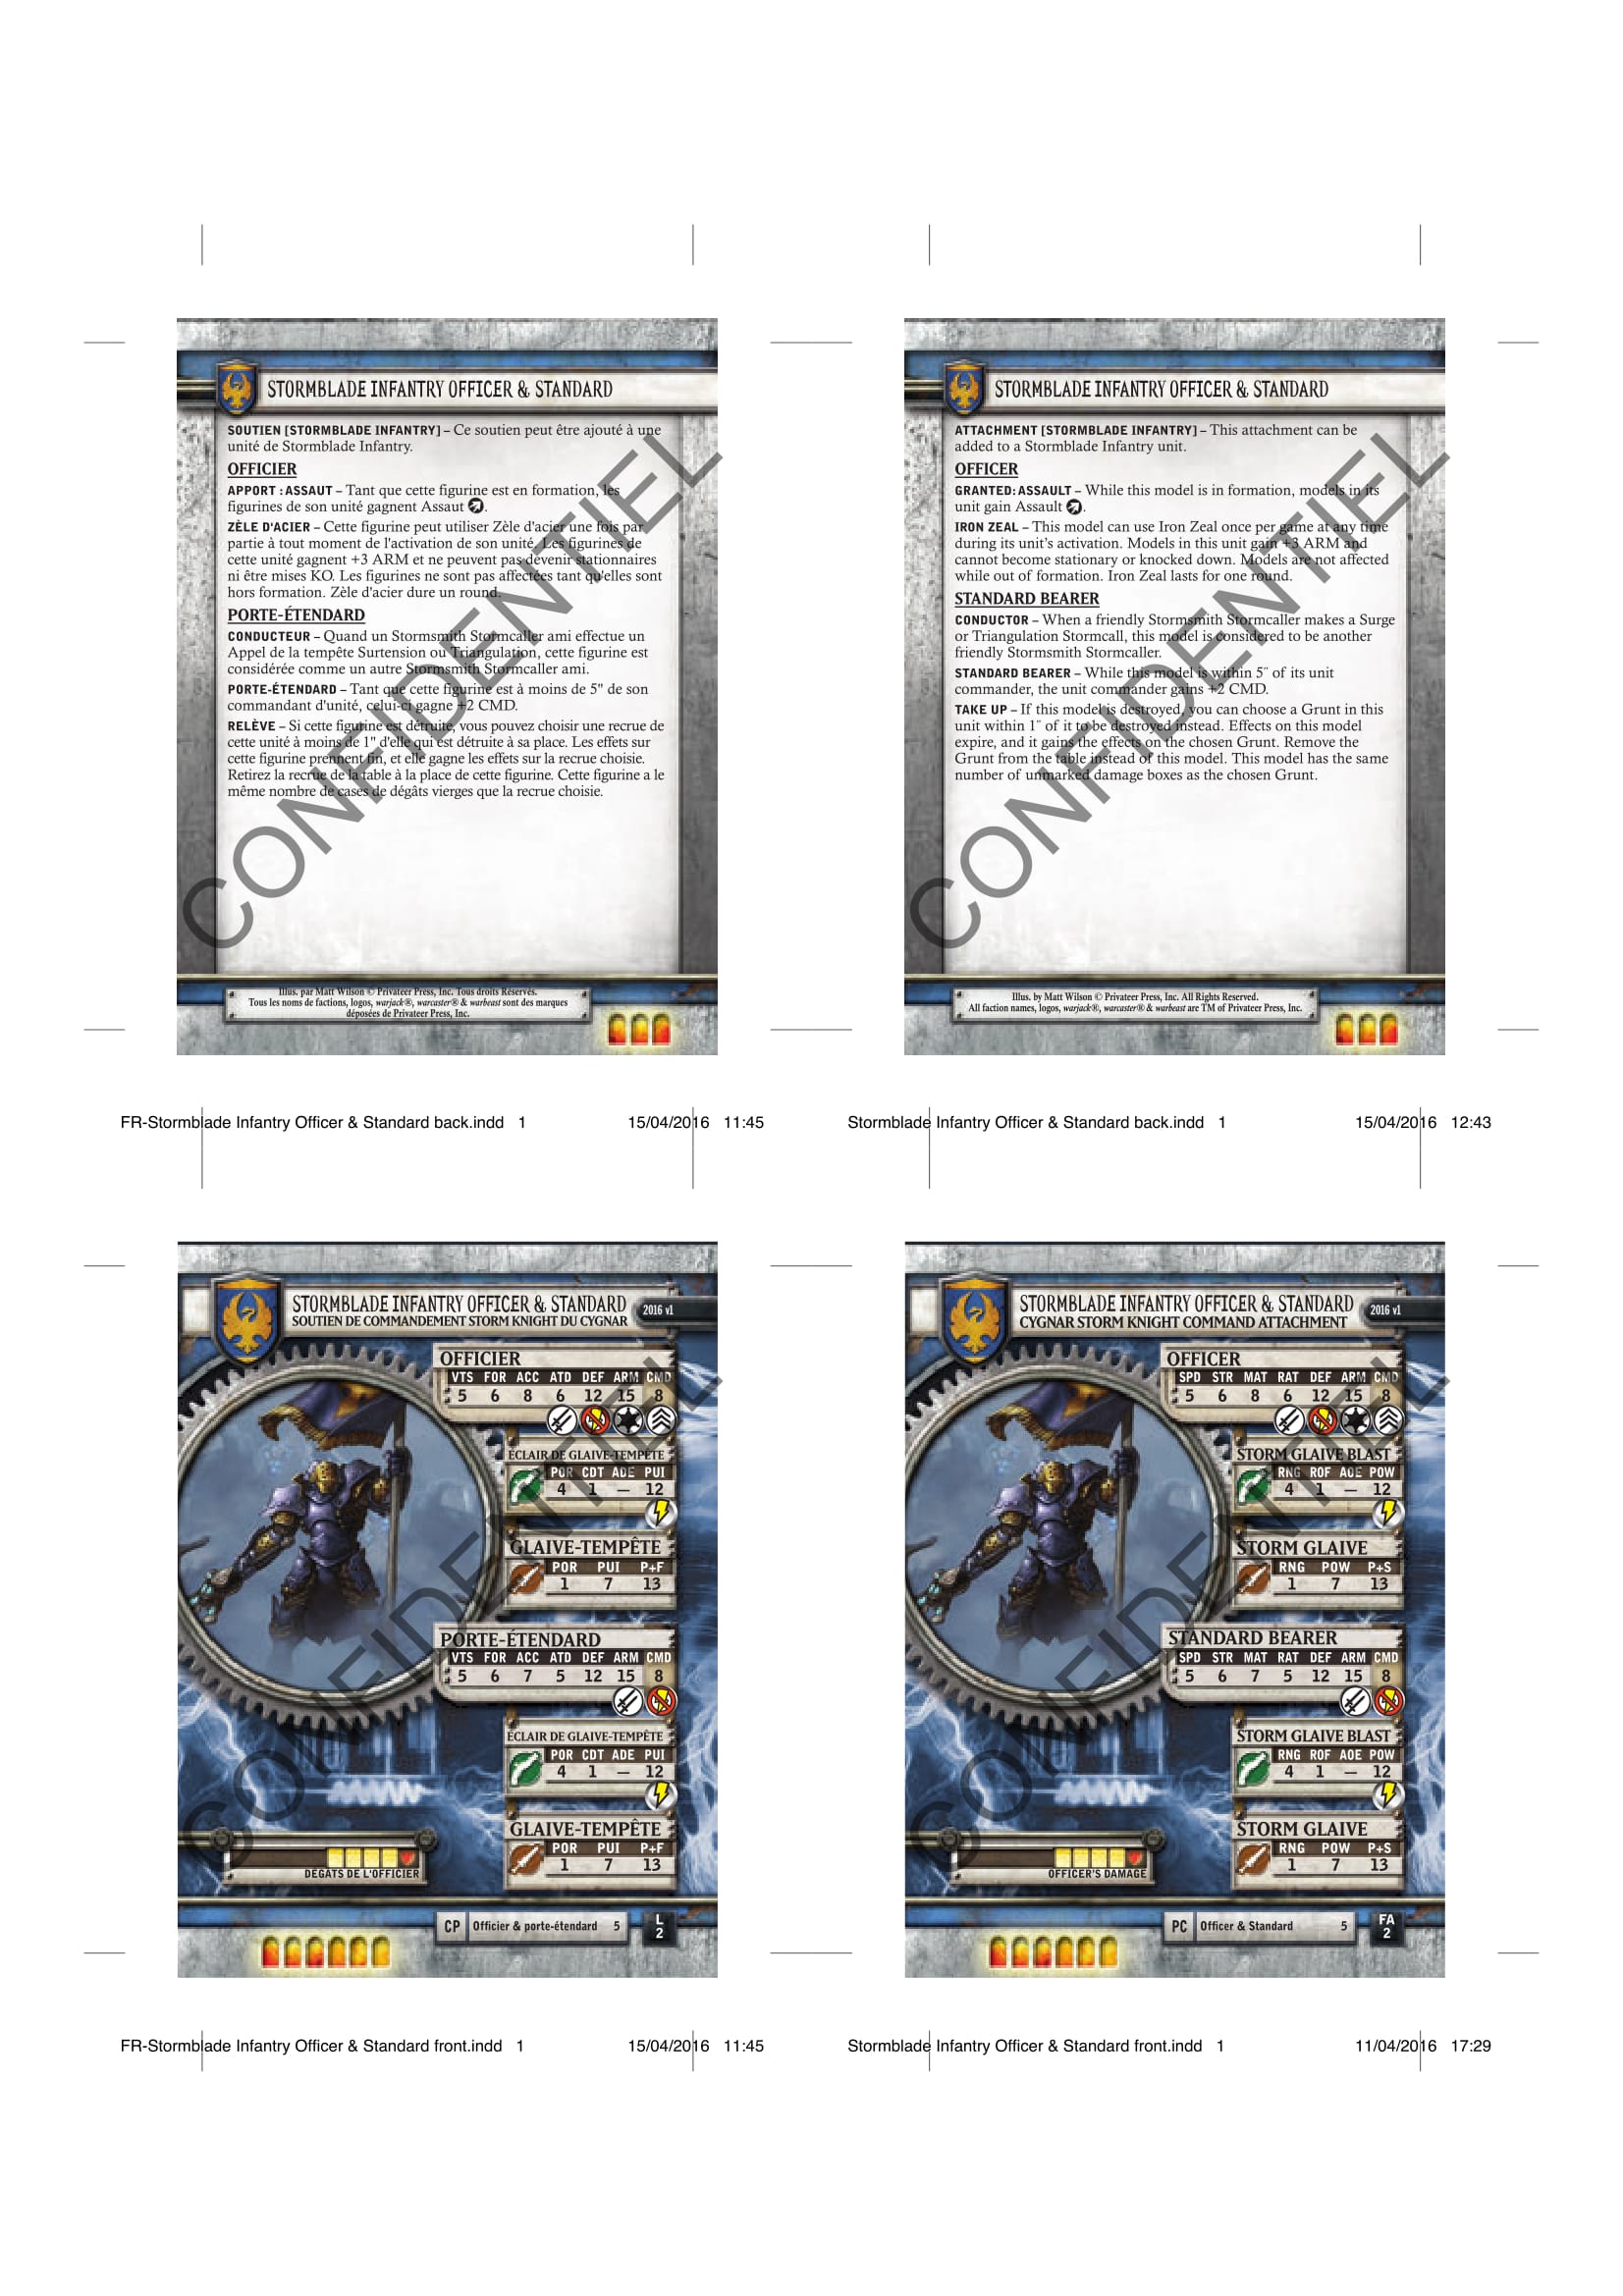 STORMBLADE INFANTRY OFFICER & STANDARD
SOUTIEN [STORMBLADE INFANTRY] – Ce soutien peut être ajouté à une
unité de Stormblade Infantry.
OFFICIER
APPORT : ASSAUT – Tant que cette figurine est en formation, les
figurines de son unité gagnent Assaut .
ZÈLE D'ACIER – Cette figurine peut utiliser Zèle d'acier une fois par
partie à tout moment de l'activation de son unité. Les figurines de
cette unité gagnent +3 ARM et ne peuvent pas devenir stationnaires
ni être mises KO. Les figurines ne sont pas affectées tant qu'elles sont
hors formation. Zèle d'acier dure un round.
PORTE-ÉTENDARD
CONDUCTEUR – Quand un Stormsmith Stormcaller ami effectue un
Appel de la tempête Surtension ou Triangulation, cette figurine est
considérée comme un autre Stormsmith Stormcaller ami.
PORTE-ÉTENDARD – Tant que cette figurine est à moins de 5" de son
commandant d'unité, celui-ci gagne +2 CMD.
RELÈVE – Si cette figurine est détruite, vous pouvez choisir une recrue de
cette unité à moins de 1" d'elle qui est détruite à sa place. Les effets sur
cette figurine prennent fin, et elle gagne les effets sur la recrue choisie.
Retirez la recrue de la table à la place de cette figurine. Cette figurine a le
même nombre de cases de dégâts vierges que la recrue choisie.
Illus. par Matt Wilson © Privateer Press, Inc. Tous droits Réservés.
Tous les noms de factions, logos, warjack®, warcaster® & warbeast sont des marques
déposées de Privateer Press, Inc.
CONFIDENTIEL
FR-Stormblade Infantry Officer & Standard back.indd 1 15/04/2016 11:45
STORMBLADE INFANTRY OFFICER & STANDARD
ATTACHMENT [STORMBLADE INFANTRY] – This attachment can be
added to a Stormblade Infantry unit.
OFFICER
GRANTED: ASSAULT – While this model is in formation, models in its
unit gain Assault .
IRON ZEAL – This model can use Iron Zeal once per game at any time
during its unit's activation. Models in this unit gain +3 ARM and
cannot become stationary or knocked down. Models are not affected
while out of formation. Iron Zeal lasts for one round.
STANDARD BEARER
CONDUCTOR – When a friendly Stormsmith Stormcaller makes a Surge
or Triangulation Stormcall, this model is considered to be another
friendly Stormsmith Stormcaller.
STANDARD BEARER – While this model is within 5˝ of its unit
commander, the unit commander gains +2 CMD.
TAKE UP – If this model is destroyed, you can choose a Grunt in this
unit within 1˝ of it to be destroyed instead. Effects on this model
expire, and it gains the effects on the chosen Grunt. Remove the
Grunt from the table instead of this model. This model has the same
number of unmarked damage boxes as the chosen Grunt.
Illus. by Matt Wilson © Privateer Press, Inc. All Rights Reserved.
All faction names, logos, warjack®, warcaster® & warbeast are TM of Privateer Press, Inc.
CONFIDENTIEL
Stormblade Infantry Officer & Standard back.indd 1 15/04/2016 12:43
STORMBLADE INFANTRY OFFICER & STANDARD
SOUTIEN DE COMMANDEMENT STORM KNIGHT DU CYGNAR
2016 v1
OFFICIER
VTS FOR ACC ATD DEF ARM CMD
5 6 8 6 12 15 8
ÉCLAIR DE GLAIVE-TEMPÊTE
POR CDT ADE PUI
4 1 — 12
GLAIVE-TEMPÊTE
POR PUI P+F
1 7 13
PORTE-ÉTENDARD
VTS FOR ACC ATD DEF ARM CMD
5 6 7 5 12 15 8
ÉCLAIR DE GLAIVE-TEMPÊTE
POR CDT ADE PUI
4 1 — 12
GLAIVE-TEMPÊTE
POR PUI P+F
1 7 13
DÉGÂTS DE L'OFFICIER
CP Officier & porte-étendard 5
L
2
CONFIDENTIEL
FR-Stormblade Infantry Officer & Standard front.indd 1 15/04/2016 11:45
STORMBLADE INFANTRY OFFICER & STANDARD
CYGNAR STORM KNIGHT COMMAND ATTACHMENT
2016 v1
OFFICER
SPD STR MAT RAT DEF ARM CMD
5 6 8 6 12 15 8
STORM GLAIVE BLAST
RNG ROF AOE POW
4 1 — 12
STORM GLAIVE
RNG POW P+S
1 7 13
STANDARD BEARER
SPD STR MAT RAT DEF ARM CMD
5 6 7 5 12 15 8
STORM GLAIVE BLAST
RNG ROF AOE POW
4 1 — 12
STORM GLAIVE
RNG POW P+S
1 7 13
OFFICER'S DAMAGE
PC Officer & Standard 5
FA
2
CONFIDENTIEL
Stormblade Infantry Officer & Standard front.indd 1 11/04/2016 17:29